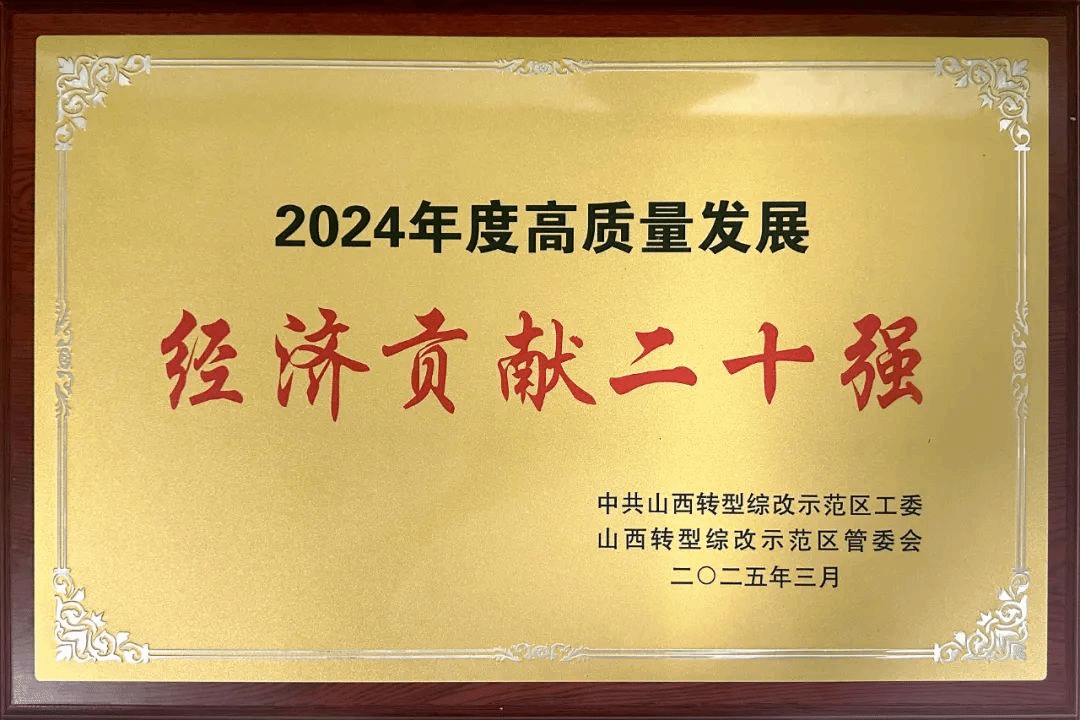 2024年度高质量发展
经济贡献二十强
中共山西转型综改示范区工委
山西转型综改示范区管委会
二〇二五年三月